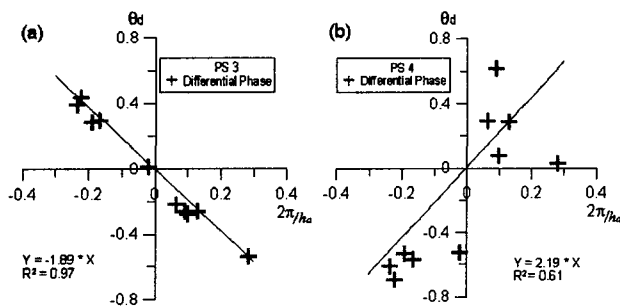 (a)
θd
0.8
PS 3
+ Differential Phase
0.4
-0.4
-0.2
0
0.2
0.4
2π/ha
-0.4
-0.8
Y = -1.89 * X
R² = 0.97
(b)
θd
0.8
PS 4
+ Differential Phase
0.4
-0.4
-0.2
0
0.2
0.4
2π/ha
-0.4
-0.8
Y = 2.19 * X
R² = 0.61